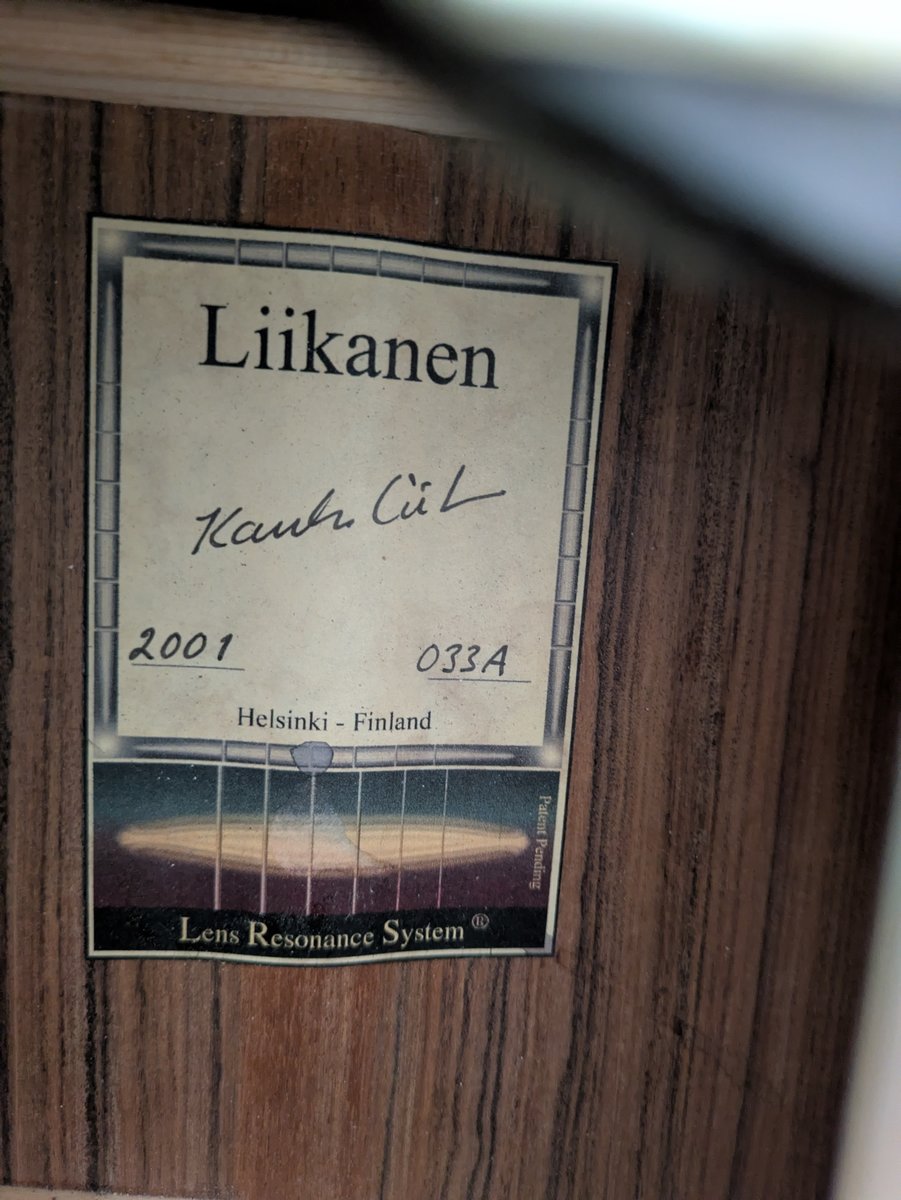 Liikanen
2001
033A
Helsinki - Finland
Patent Pending
Lens Resonance System ®